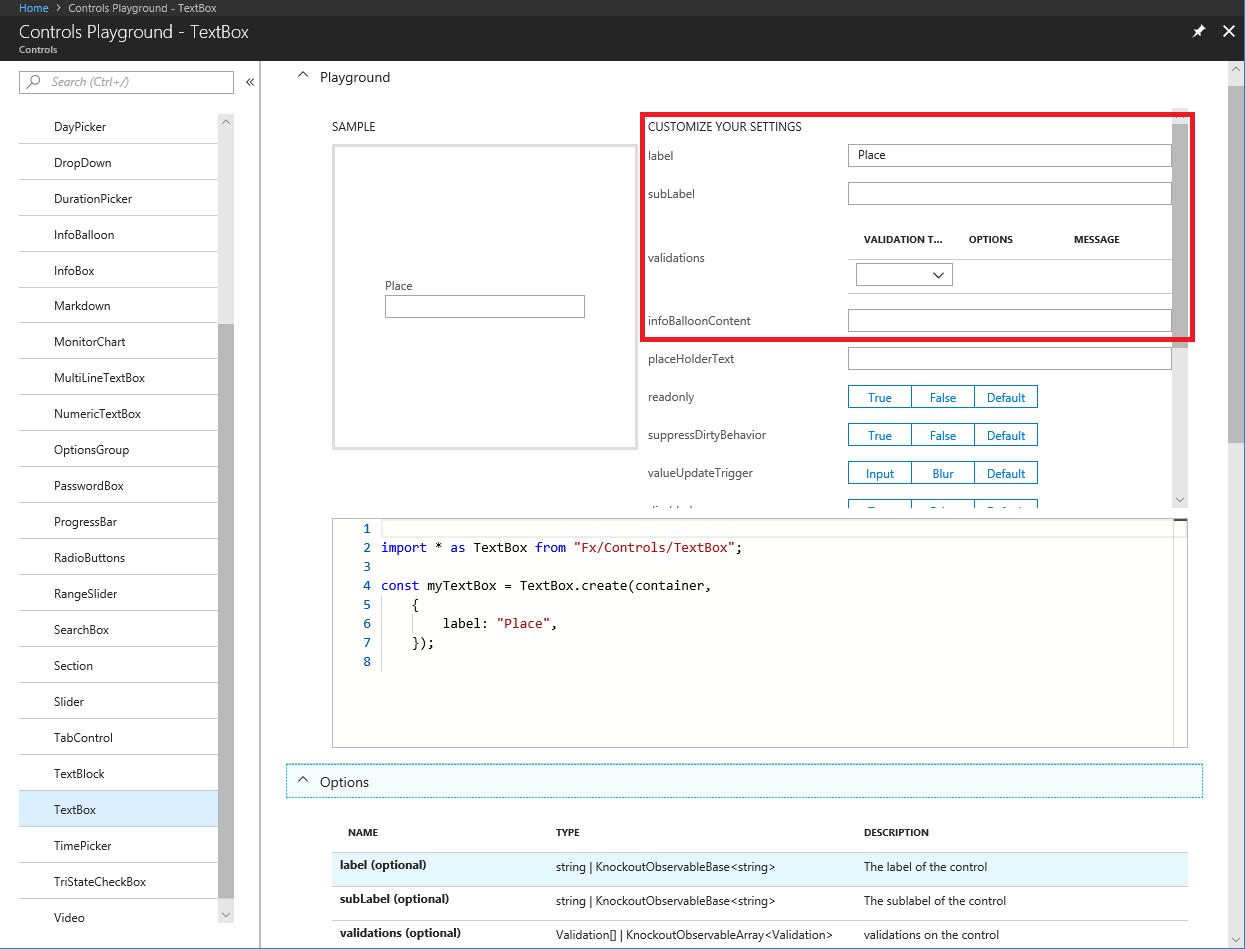 Home > Controls Playground - TextBox
Controls Playground - TextBox
Controls
Search (Ctrl+/)
«
DayPicker
DropDown
DurationPicker
InfoBalloon
InfoBox
Markdown
MonitorChart
MultiLineTextBox
NumericTextBox
OptionsGroup
PasswordBox
ProgressBar
RadioButtons
RangeSlider
SearchBox
Section
Slider
TabControl
TextBlock
TextBox
TimePicker
TriStateCheckBox
Video
Playground
SAMPLE
Place
CUSTOMIZE YOUR SETTINGS
label Place
subLabel
VALIDATION T... OPTIONS MESSAGE
validations
infoBalloonContent
placeHolderText
readonly True False Default
suppressDirtyBehavior True False Default
valueUpdateTrigger Input Blur Default
1
2 import * as TextBox from "Fx/Controls/TextBox";
3
4 const myTextBox = TextBox.create(container,
5 {
6 label: "Place",
7 });
8
Options
NAME TYPE DESCRIPTION
label (optional) string | KnockoutObservableBase<string> The label of the control
subLabel (optional) string | KnockoutObservableBase<string> The sublabel of the control
validations (optional) Validation[] | KnockoutObservableArray<Validation> validations on the control